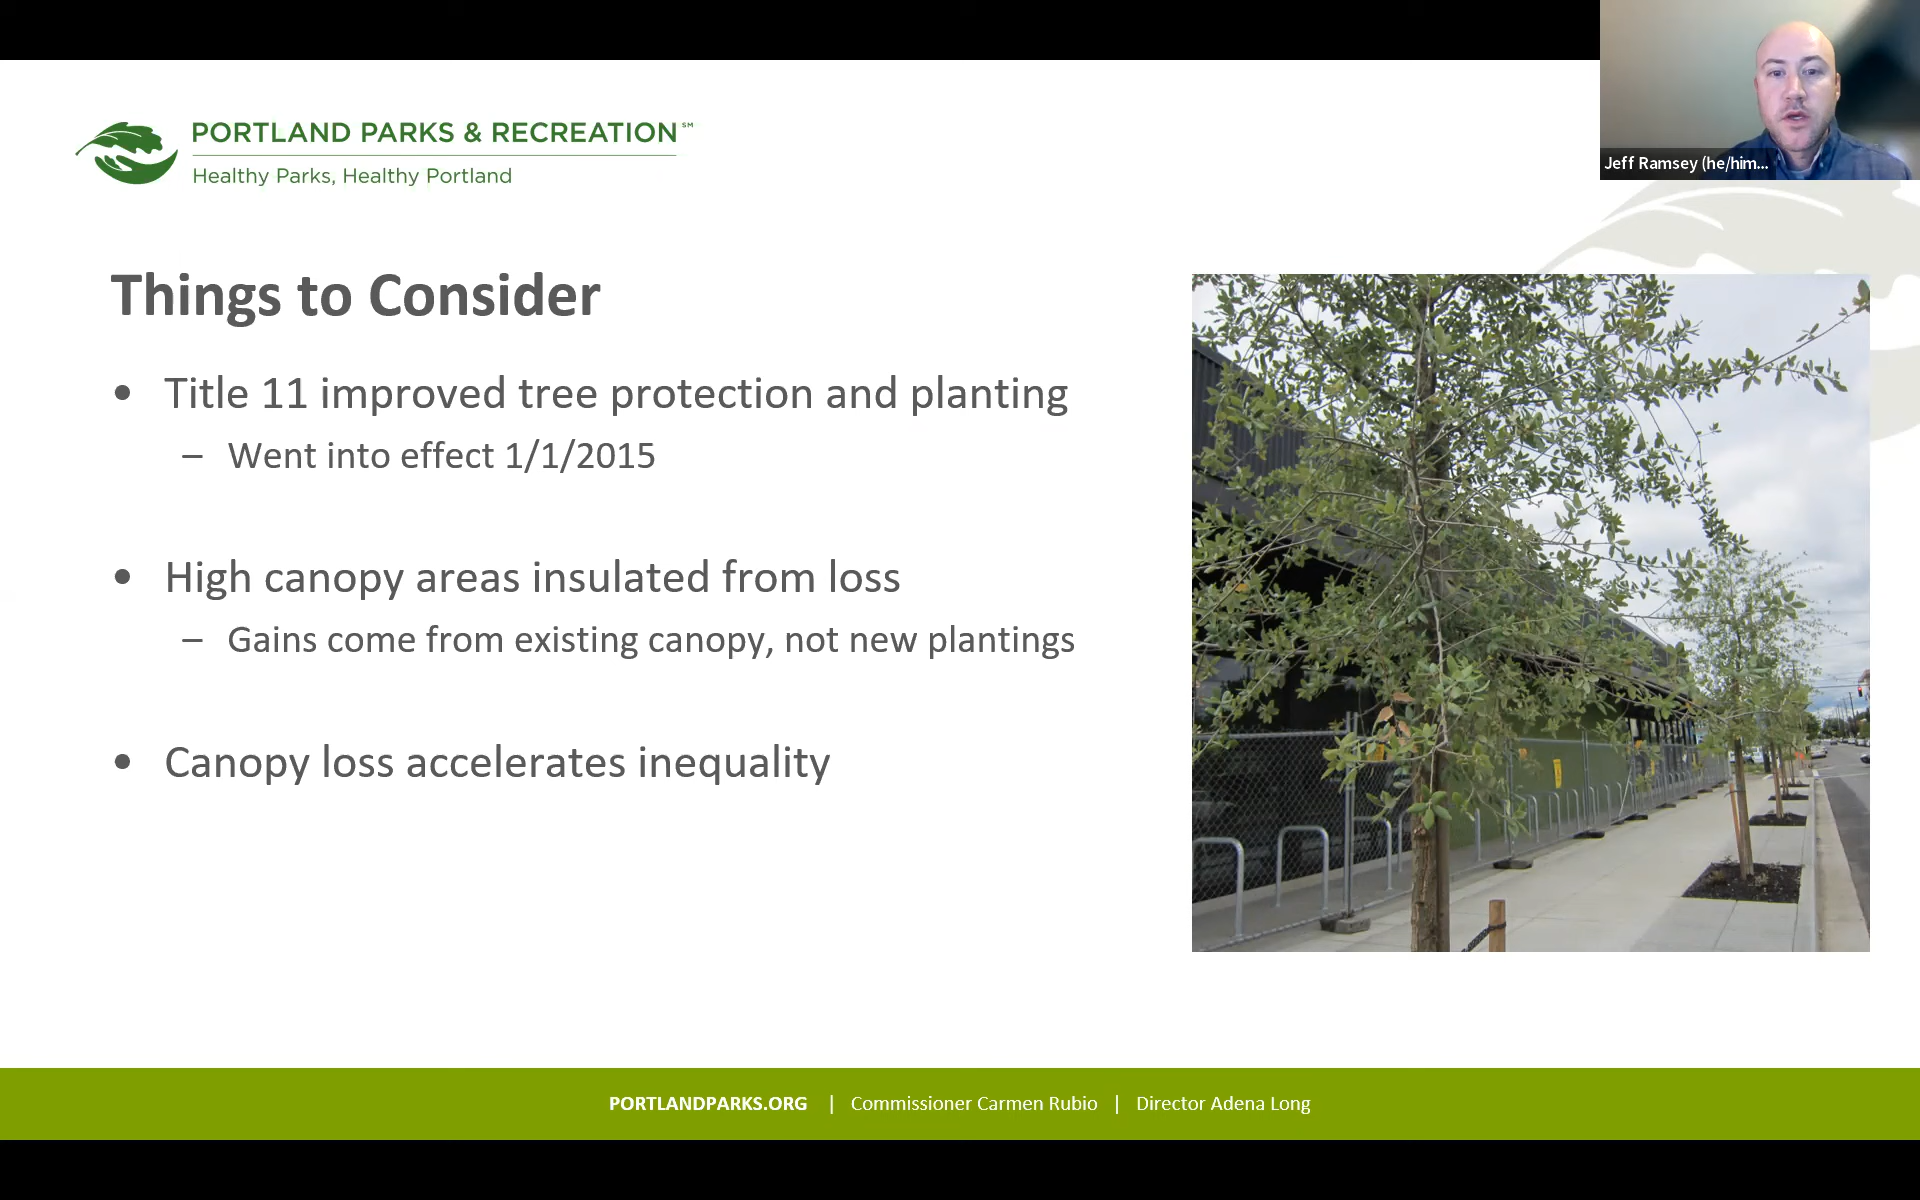 Jeff Ramsey (he/him...
PORTLAND PARKS & RECREATION℠
Healthy Parks, Healthy Portland
Things to Consider
• Title 11 improved tree protection and planting
– Went into effect 1/1/2015
• High canopy areas insulated from loss
– Gains come from existing canopy, not new plantings
• Canopy loss accelerates inequality
PORTLANDPARKS.ORG | Commissioner Carmen Rubio | Director Adena Long